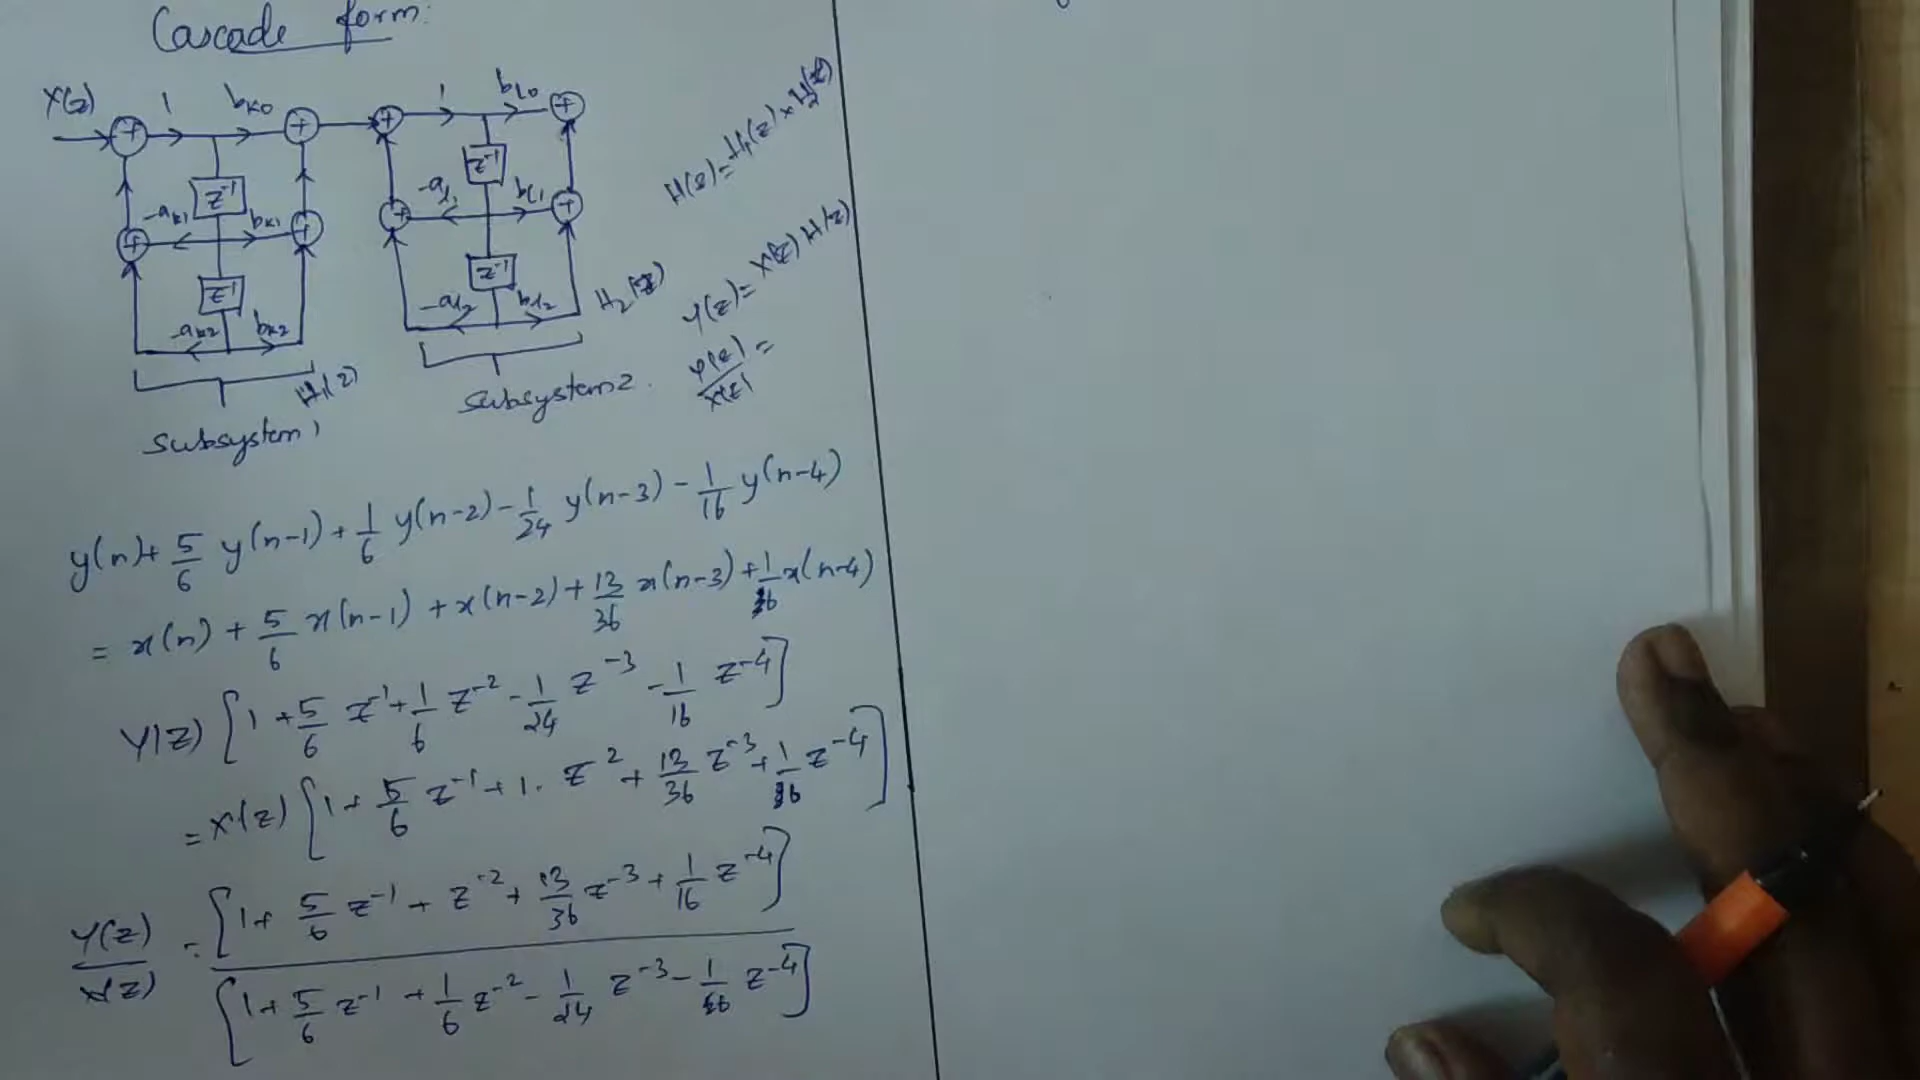 Cascade form:
X(z) 1 bk0 1 bl0
z⁻¹ z⁻¹
-ak1 bk1 -al1 bl1
z⁻¹ z⁻¹
-ak2 bk2 -al2 bl2
H1(z) H2(z)
Subsystem 1 Subsystem 2.
H(z) = H1(z) × H2(z)
Y(z) = X(z) H(z)
Y(z)/X(z) =
y(n) + 5/6 y(n-1) + 1/6 y(n-2) - 1/24 y(n-3) - 1/16 y(n-4)
= x(n) + 5/6 x(n-1) + x(n-2) + 13/36 x(n-3) + 1/36 x(n-4)
Y(z) [1 + 5/6 z⁻¹ + 1/6 z⁻² - 1/24 z⁻³ - 1/16 z⁻⁴]
= X(z) [1 + 5/6 z⁻¹ + 1. z² + 13/36 z⁻³ + 1/36 z⁻⁴]
Y(z)/X(z) = [1 + 5/6 z⁻¹ + z⁻² + 13/36 z⁻³ + 1/16 z⁻⁴]
[1 + 5/6 z⁻¹ + 1/6 z⁻² - 1/24 z⁻³ - 1/16 z⁻⁴]